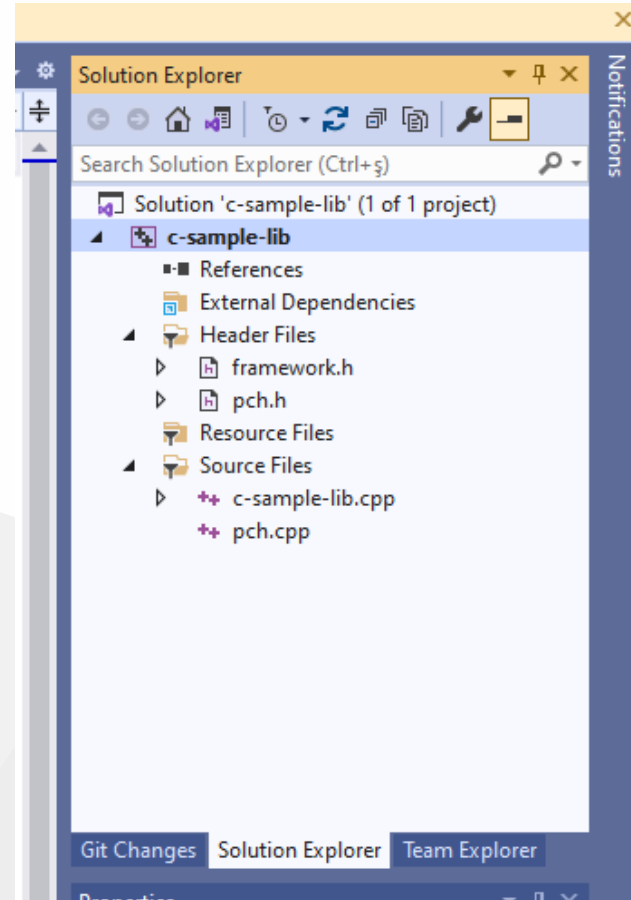 Solution Explorer
Notifications
Search Solution Explorer (Ctrl+ş)
Solution 'c-sample-lib' (1 of 1 project)
c-sample-lib
References
External Dependencies
Header Files
framework.h
pch.h
Resource Files
Source Files
c-sample-lib.cpp
pch.cpp
Git Changes Solution Explorer Team Explorer
Properties